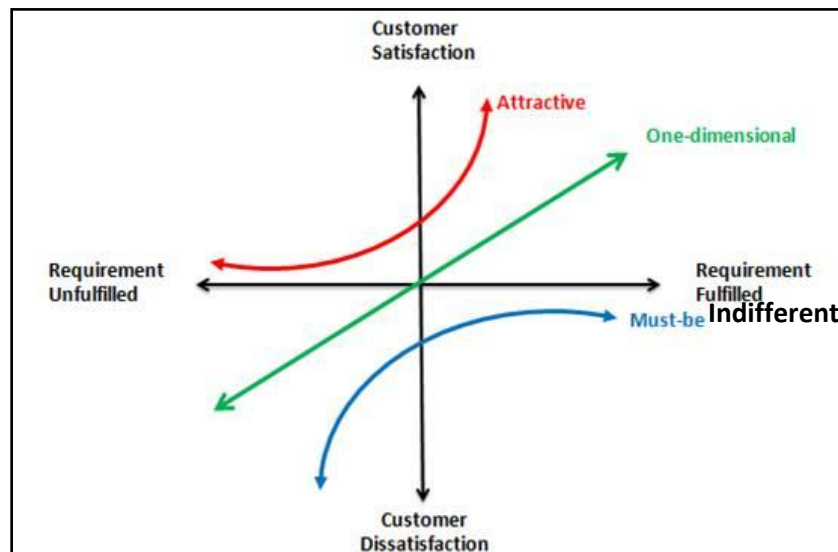 Customer
Satisfaction
Attractive
One-dimensional
Requirement
Unfulfilled
Requirement
Fulfilled
Must-be Indifferent
Customer
Dissatisfaction